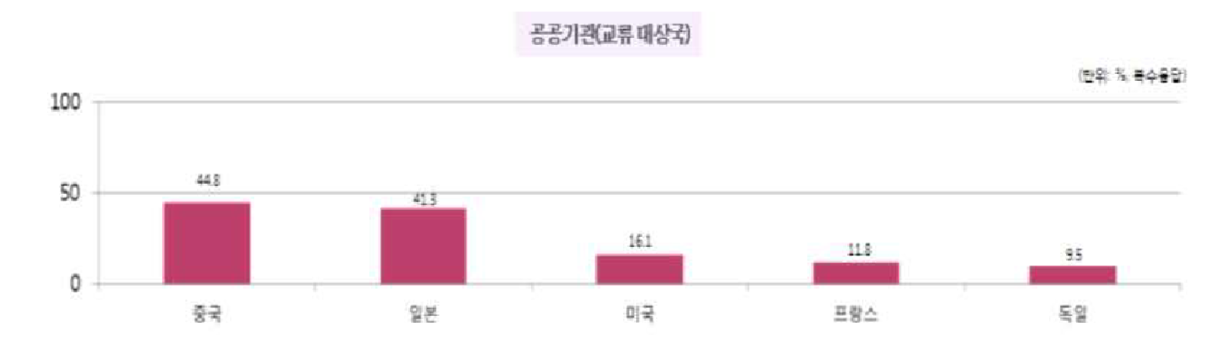 공공기관(교류 대상국)
(단위: %, 복수응답)
100
50
0
44.8
41.3
16.1
11.8
9.5
중국
일본
미국
프랑스
독일